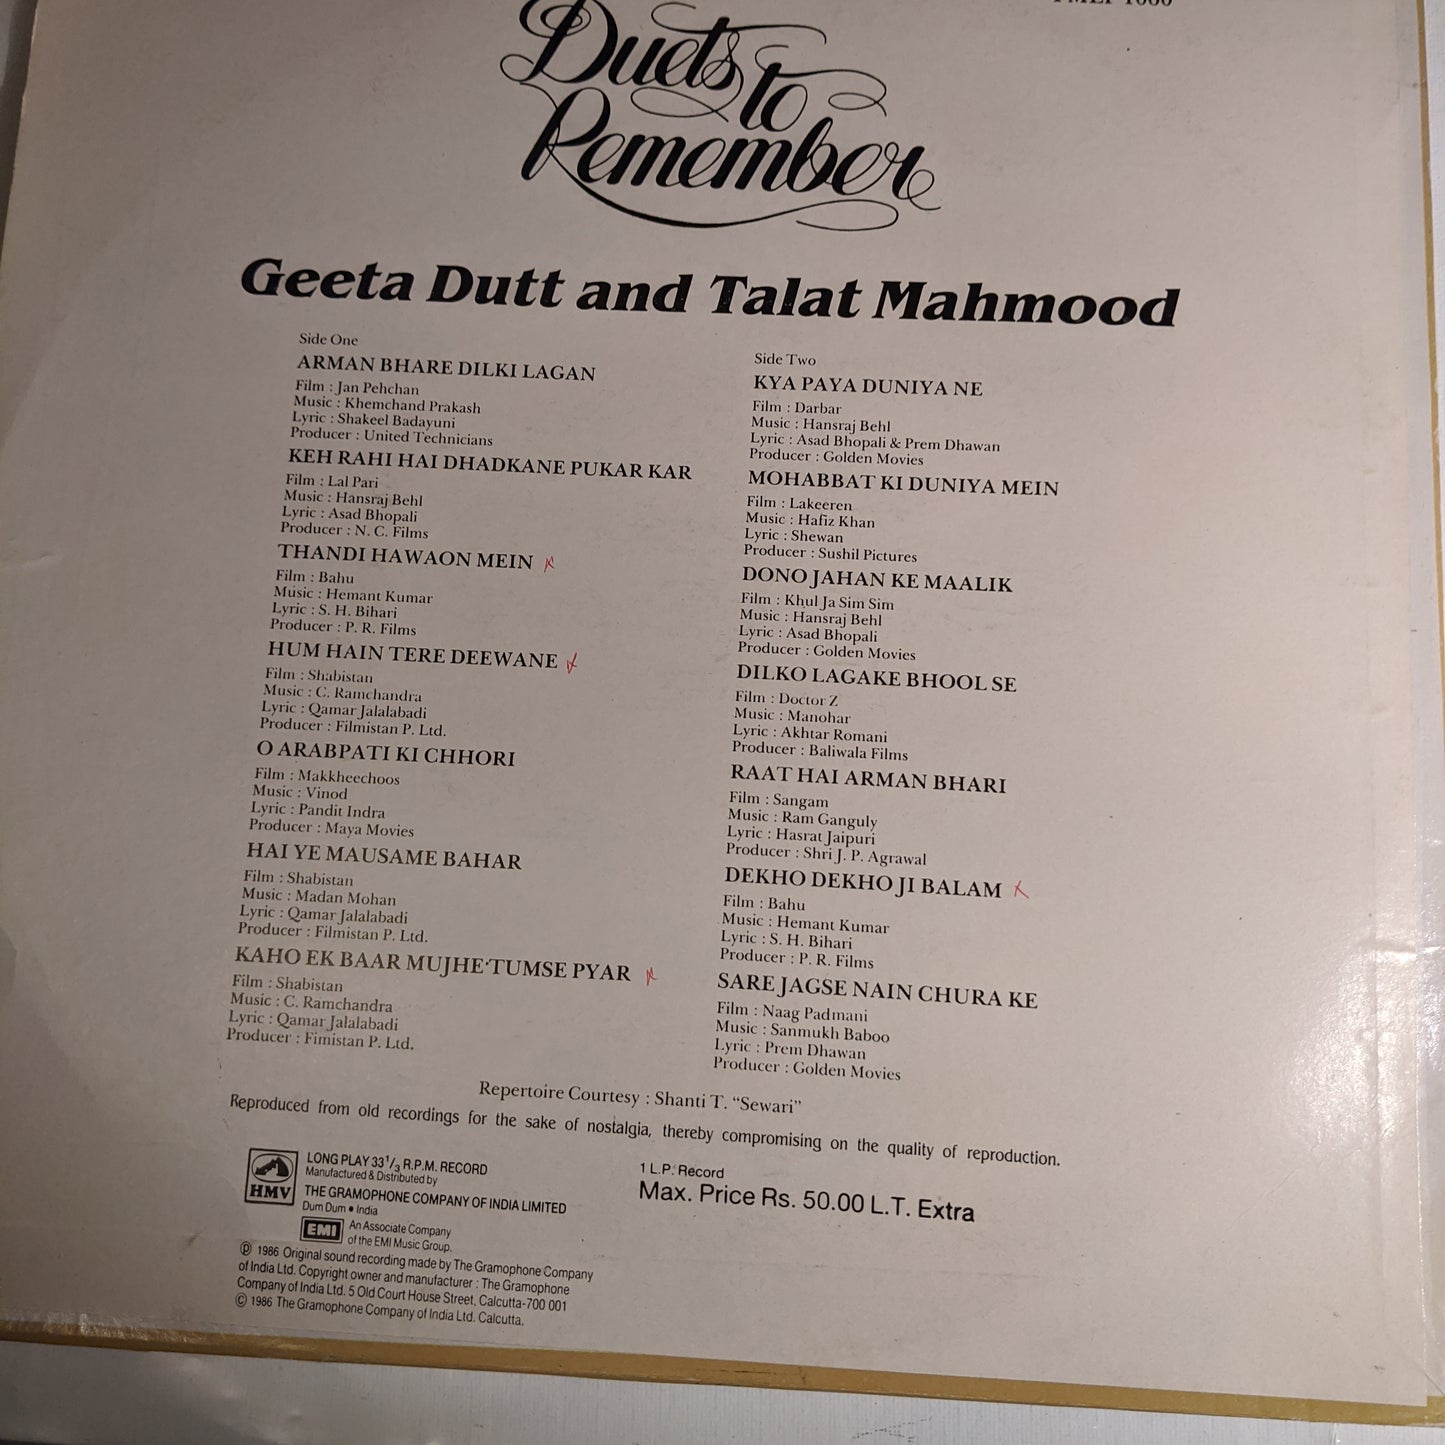 Duets to
Remember
Geeta Dutt and Talat Mahmood
Side One
ARMAN BHARE DILKI LAGAN
Film : Jan Pehchan
Music : Khemchand Prakash
Lyric : Shakeel Badayuni
Producer : United Technicians
KEH RAHI HAI DHADKANE PUKAR KAR
Film : Lal Pari
Music : Hansraj Behl
Lyric : Asad Bhopali
Producer : N. C. Films
THANDI HAWAON MEIN
Film : Bahu
Music : Hemant Kumar
Lyric : S. H. Bihari
Producer : P. R. Films
HUM HAIN TERE DEEWANE
Film : Shabistan
Music : C. Ramchandra
Lyric : Qamar Jalalabadi
Producer : Filmistan P. Ltd.
O ARABPATI KI CHHORI
Film : Makkheechoos
Music : Vinod
Lyric : Pandit Indra
Producer : Maya Movies
HAI YE MAUSAME BAHAR
Film : Shabistan
Music : Madan Mohan
Lyric : Qamar Jalalabadi
Producer : Filmistan P. Ltd.
KAHO EK BAAR MUJHE TUMSE PYAR
Film : Shabistan
Music : C. Ramchandra
Lyric : Qamar Jalalabadi
Producer : Fimistan P. Ltd.
Side Two
KYA PAYA DUNIYA NE
Film : Darbar
Music : Hansraj Behl
Lyric : Asad Bhopali & Prem Dhawan
Producer : Golden Movies
MOHABBAT KI DUNIYA MEIN
Film : Lakeeren
Music : Hafiz Khan
Lyric : Shewan
Producer : Sushil Pictures
DONO JAHAN KE MAALIK
Film : Khul Ja Sim Sim
Music : Hansraj Behl
Lyric : Asad Bhopali
Producer : Golden Movies
DILKO LAGAKE BHOOL SE
Film : Doctor Z
Music : Manohar
Lyric : Akhtar Romani
Producer : Baliwala Films
RAAT HAI ARMAN BHARI
Film : Sangam
Music : Ram Ganguly
Lyric : Hasrat Jaipuri
Producer : Shri J. P. Agrawal
DEKHO DEKHO JI BALAM
Film : Bahu
Music : Hemant Kumar
Lyric : S. H. Bihari
Producer : P. R. Films
SARE JAGSE NAIN CHURA KE
Film : Naag Padmani
Music : Sanmukh Baboo
Lyric : Prem Dhawan
Producer : Golden Movies
Repertoire Courtesy : Shanti T. “Sewari”
Reproduced from old recordings for the sake of nostalgia, thereby compromising on the quality of reproduction.
HMV
LONG PLAY 33 1/3 R.P.M. RECORD
Manufactured & Distributed by
THE GRAMOPHONE COMPANY OF INDIA LIMITED
Dum Dum • India
EMI
An Associate Company
of the EMI Music Group.
℗ 1986 Original sound recording made by The Gramophone Company
of India Ltd. Copyright owner and manufacturer : The Gramophone
Company of India Ltd. 5 Old Court House Street, Calcutta-700 001
© 1986 The Gramophone Company of India Ltd. Calcutta.
1 L.P. Record
Max. Price Rs. 50.00 L.T. Extra